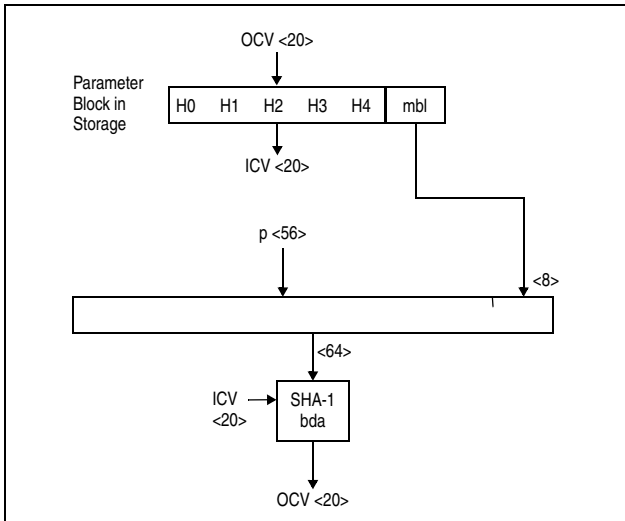 OCV <20>
Parameter
Block in
Storage
H0 H1 H2 H3 H4 mbl
ICV <20>
p <56>
<8>
<64>
ICV
<20>
SHA-1
bda
OCV <20>